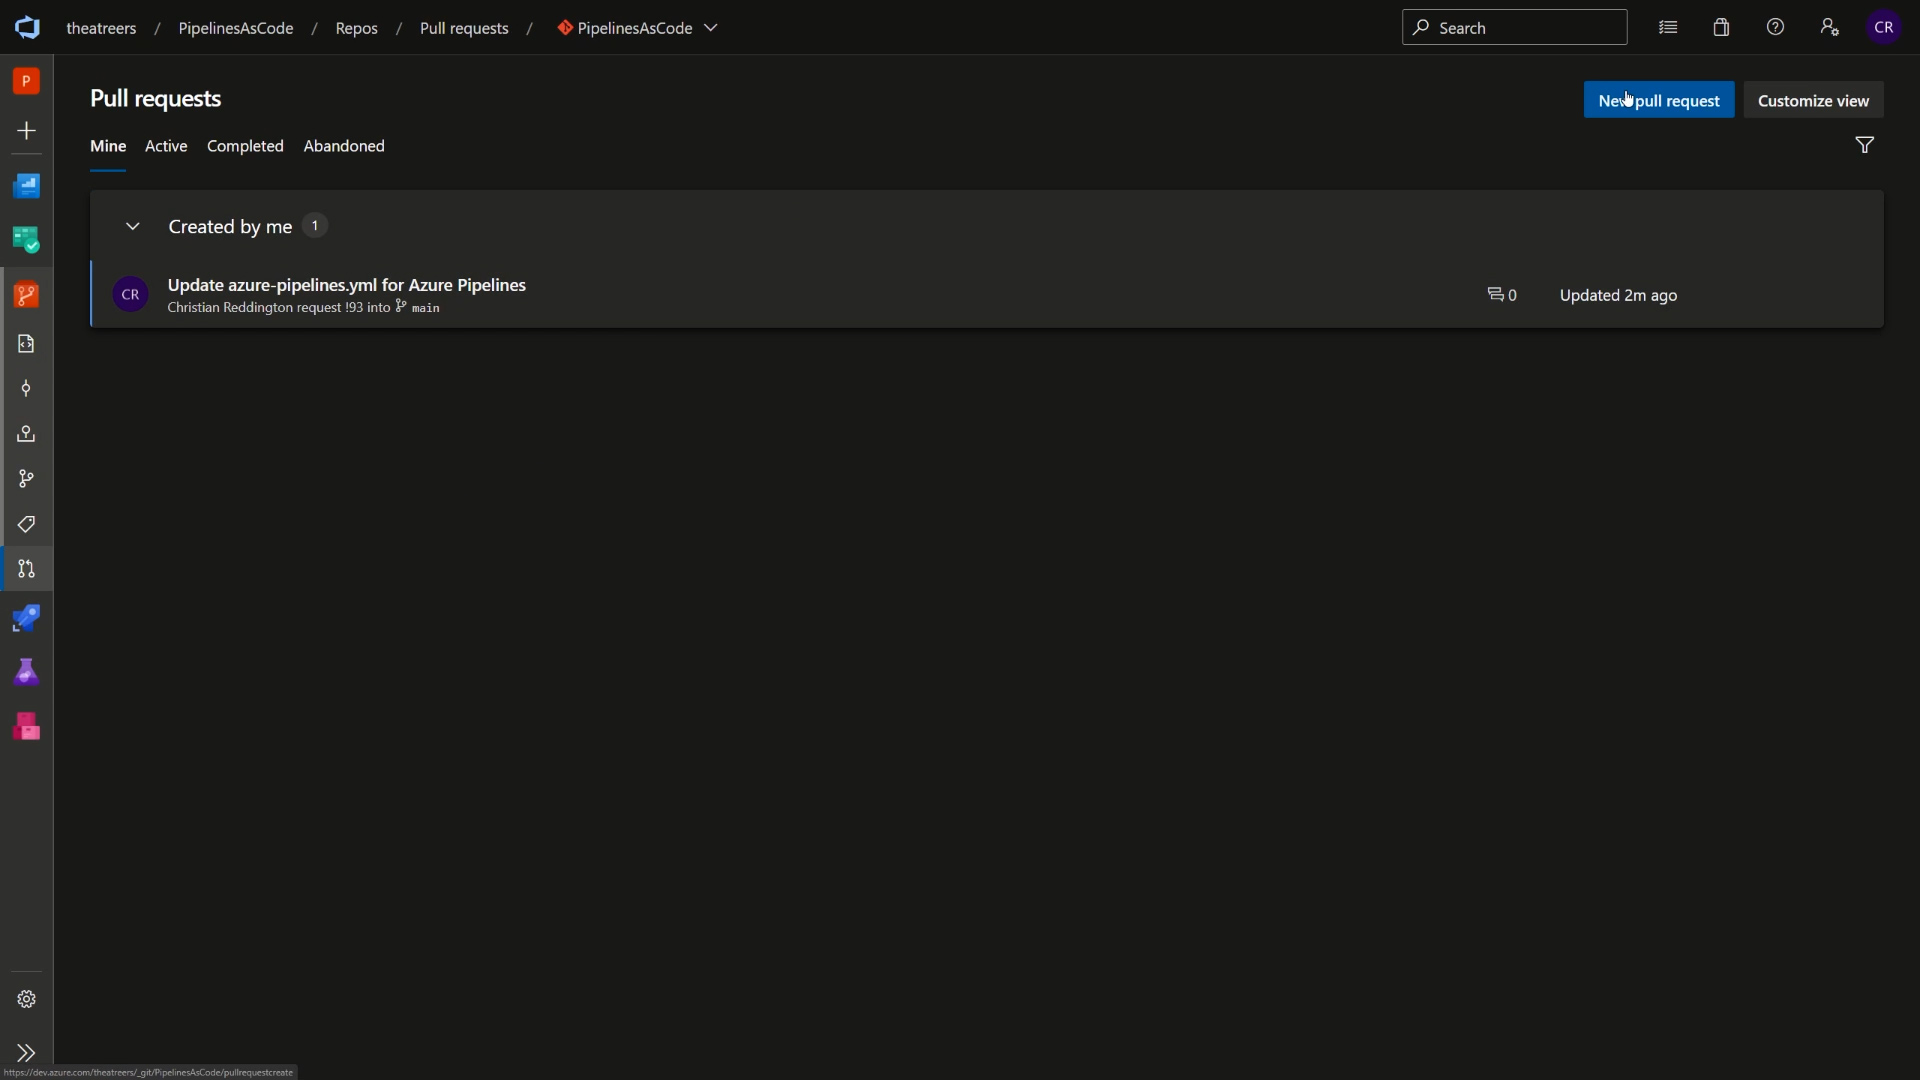 theatreers / PipelinesAsCode / Repos / Pull requests / PipelinesAsCode
Search
CR
P
Pull requests
New pull request
Customize view
Mine Active Completed Abandoned
Created by me 1
CR
Update azure-pipelines.yml for Azure Pipelines
Christian Reddington request !93 into main
0
Updated 2m ago
https://dev.azure.com/theatreers/_git/PipelinesAsCode/pullrequestcreate